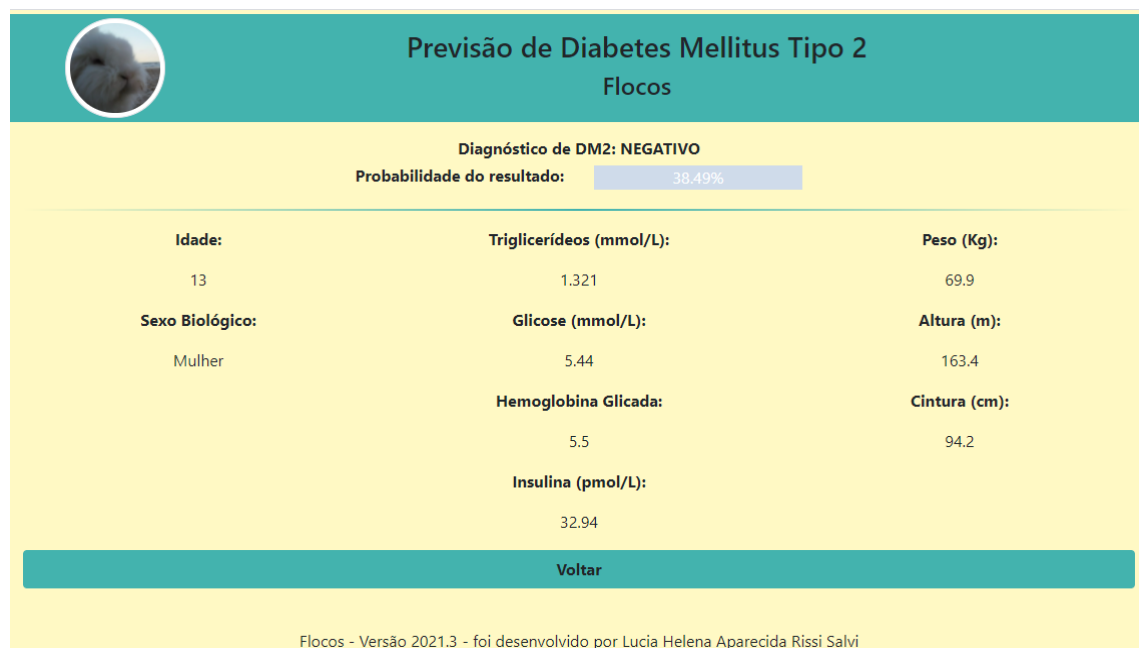 Previsão de Diabetes Mellitus Tipo 2
Flocos
Diagnóstico de DM2: NEGATIVO
Probabilidade do resultado: 38.49%
Idade: Triglicerídeos (mmol/L): Peso (Kg):
13 1.321 69.9
Sexo Biológico: Glicose (mmol/L): Altura (m):
Mulher 5.44 163.4
Hemoglobina Glicada: Cintura (cm):
5.5 94.2
Insulina (pmol/L):
32.94
Voltar
Flocos - Versão 2021.3 - foi desenvolvido por Lucia Helena Aparecida Rissi Salvi